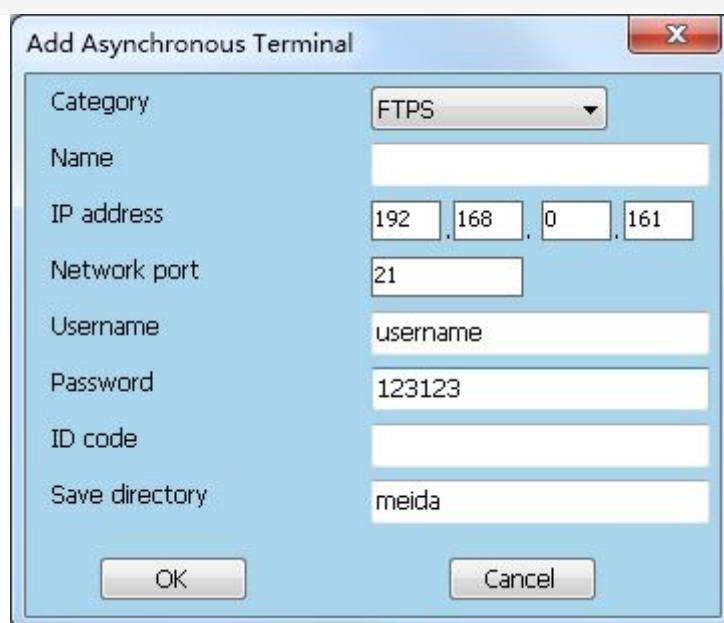 Add Asynchronous Terminal
Category FTPS
Name
IP address 192 . 168 . 0 . 161
Network port 21
Username username
Password 123123
ID code
Save directory meida
OK Cancel